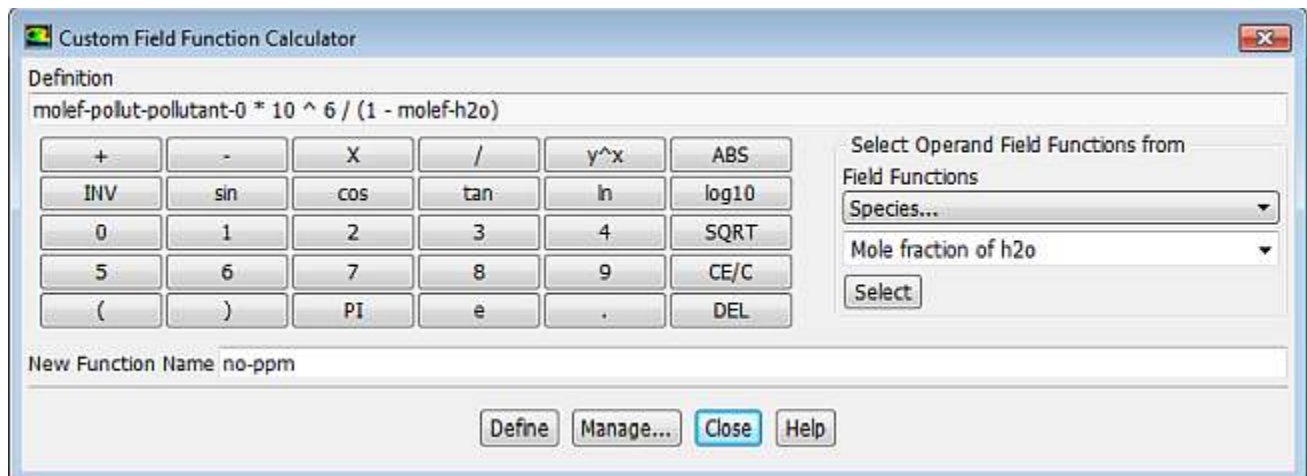 Custom Field Function Calculator
Definition
molef-pollut-pollutant-0 * 10 ^ 6 / (1 - molef-h2o)
+ - X / y^x ABS
INV sin cos tan ln log10
0 1 2 3 4 SQRT
5 6 7 8 9 CE/C
( ) PI e . DEL
Select Operand Field Functions from
Field Functions
Species...
Mole fraction of h2o
Select
New Function Name no-ppm
Define Manage... Close Help